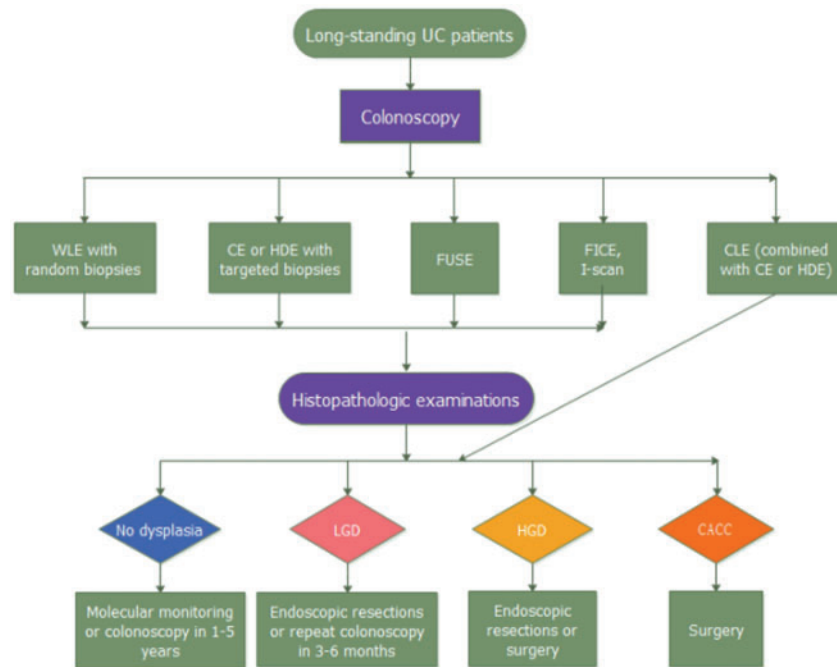 Long-standing UC patients
Colonoscopy
WLE with
random biopsies
CE or HDE with
targeted biopsies
FUSE
FICE,
I-scan
CLE (combined
with CE or HDE)
Histopathologic examinations
No dysplasia
LGD
HGD
CACC
Molecular monitoring
or colonoscopy in 1-5
years
Endoscopic resections
or repeat colonoscopy
in 3-6 months
Endoscopic
resections or
surgery
Surgery